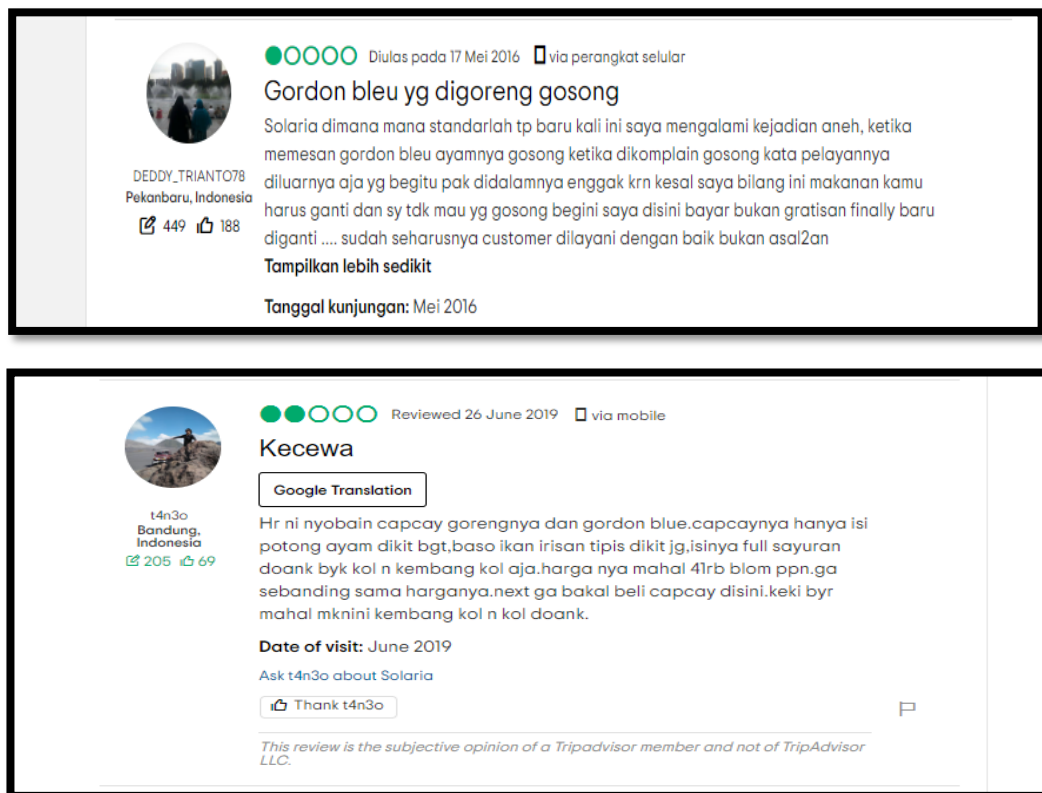 Diulas pada 17 Mei 2016 via perangkat selular
Gordon bleu yg digoreng gosong
Solaria dimana mana standarlah tp baru kali ini saya mengalami kejadian aneh, ketika
memesan gordon bleu ayamnya gosong ketika dikomplain gosong kata pelayannya
diluarnya aja yg begitu pak didalamnya enggak krn kesal saya bilang ini makanan kamu
harus ganti dan sy tdk mau yg gosong begini saya disini bayar bukan gratisan finally baru
diganti .... sudah seharusnya customer dilayani dengan baik bukan asal2an
Tampilkan lebih sedikit
Tanggal kunjungan: Mei 2016
DEDDY_TRIANTO78
Pekanbaru, Indonesia
449 188
Reviewed 26 June 2019 via mobile
Kecewa
Google Translation
Hr ni nyobain capcay gorengnya dan gordon blue.capcaynya hanya isi
potong ayam dikit bgt,baso ikan irisan tipis dikit jg,isinya full sayuran
doank byk kol n kembang kol aja.harga nya mahal 41rb blom ppn.ga
sebanding sama harganya.next ga bakal beli capcay disini.keki byr
mahal mknini kembang kol n kol doank.
Date of visit: June 2019
Ask t4n3o about Solaria
Thank t4n3o
This review is the subjective opinion of a Tripadvisor member and not of TripAdvisor
LLC.
t4n3o
Bandung,
Indonesia
205 69